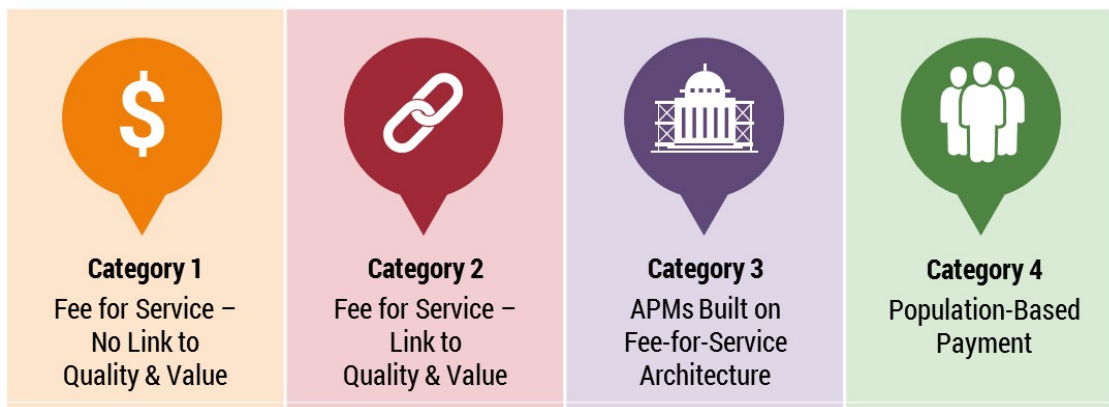 $
Category 1
Fee for Service –
No Link to
Quality & Value
Category 2
Fee for Service –
Link to
Quality & Value
Category 3
APMs Built on
Fee-for-Service
Architecture
Category 4
Population-Based
Payment